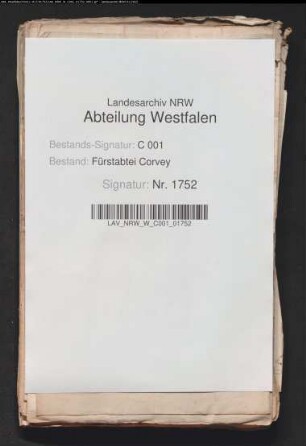 Landesarchiv NRW
Abteilung Westfalen
Bestands-Signatur: C 001
Bestand: Fürstabtei Corvey
Signatur: Nr. 1752
LAV_NRW_W_C001_01752